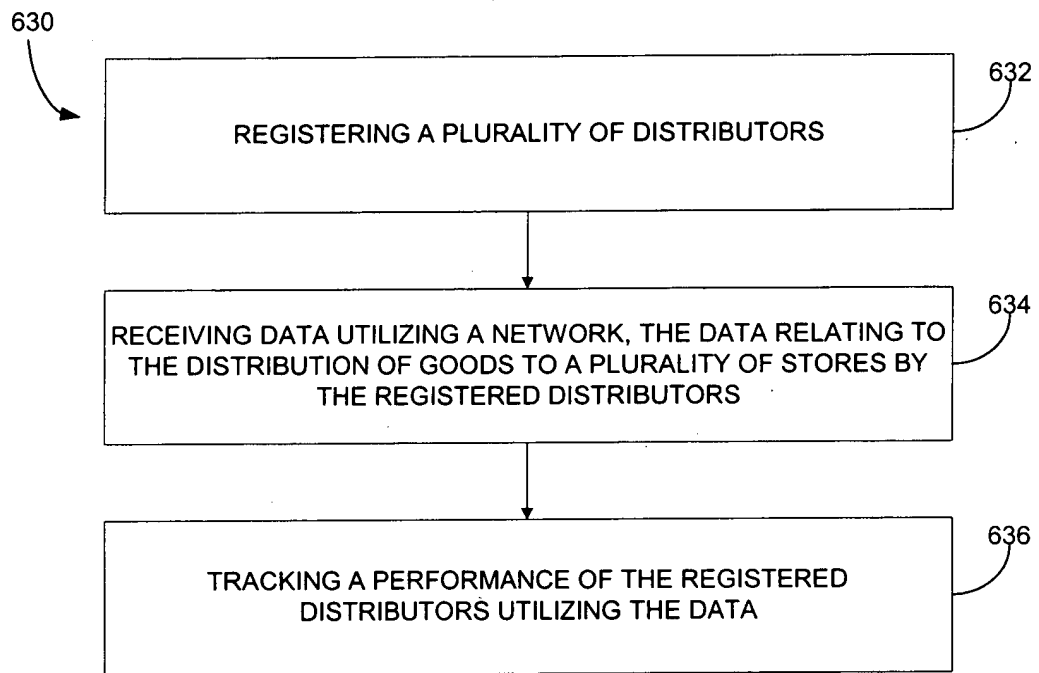 630
632
REGISTERING A PLURALITY OF DISTRIBUTORS
634
RECEIVING DATA UTILIZING A NETWORK, THE DATA RELATING TO
THE DISTRIBUTION OF GOODS TO A PLURALITY OF STORES BY
THE REGISTERED DISTRIBUTORS
636
TRACKING A PERFORMANCE OF THE REGISTERED
DISTRIBUTORS UTILIZING THE DATA